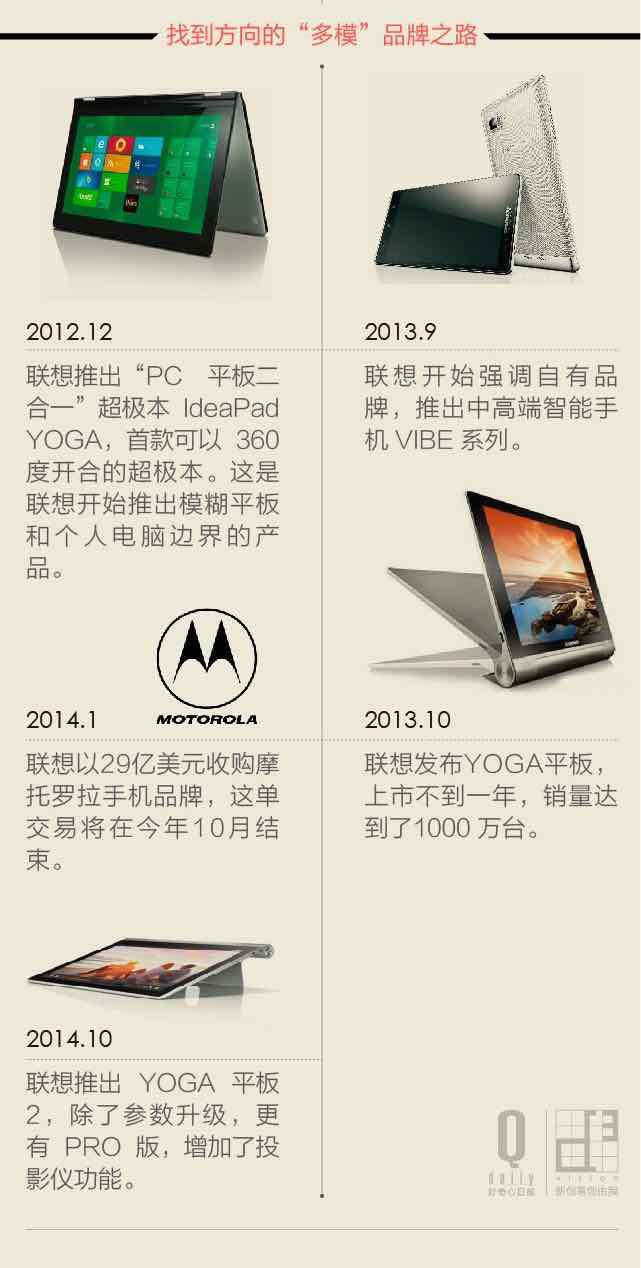 找到方向的“多模”品牌之路
2012.12
联想推出“PC 平板二
合一”超极本 IdeaPad
YOGA，首款可以 360
度开合的超极本。这是
联想开始推出模糊平板
和个人电脑边界的产
品。
2013.9
联想开始强调自有品
牌，推出中高端智能手
机 VIBE 系列。
2013.10
联想发布YOGA平板，
上市不到一年，销量达
到了1000 万台。
MOTOROLA
2014.1
联想以29亿美元收购摩
托罗拉手机品牌，这单
交易将在今年10月结
束。
2014.10
联想推出 YOGA 平板
2，除了参数升级，更
有 PRO 版，增加了投
影仪功能。
Q
daily
好奇心日报
vision